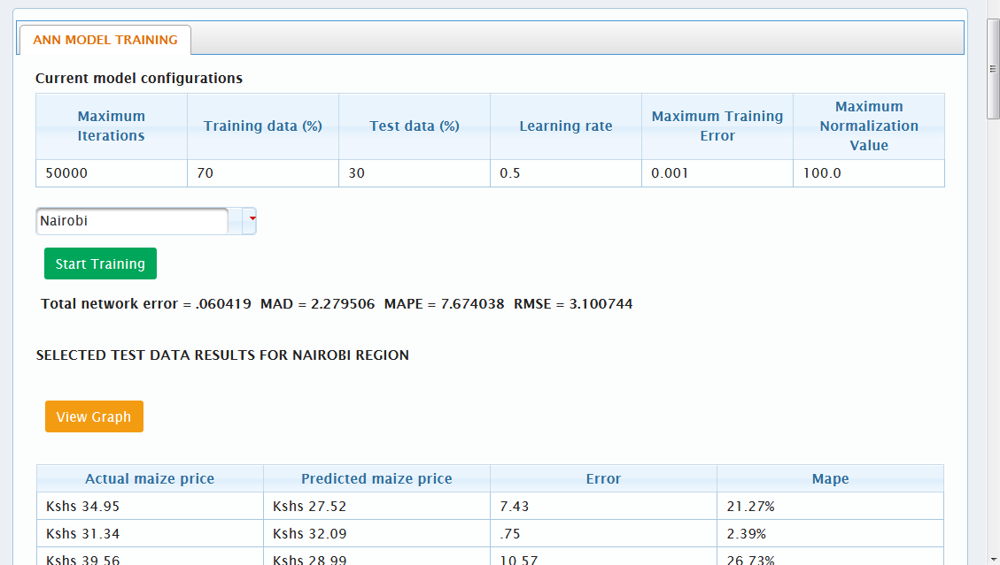 ANN MODEL TRAINING
Current model configurations
Maximum Iterations Training data (%) Test data (%) Learning rate Maximum Training Error Maximum Normalization Value
50000 70 30 0.5 0.001 100.0
Nairobi
Start Training
Total network error = .060419 MAD = 2.279506 MAPE = 7.674038 RMSE = 3.100744
SELECTED TEST DATA RESULTS FOR NAIROBI REGION
View Graph
Actual maize price Predicted maize price Error Mape
Kshs 34.95 Kshs 27.52 7.43 21.27%
Kshs 31.34 Kshs 32.09 .75 2.39%
Kshs 39.56 Kshs 28.99 10.57 26.73%